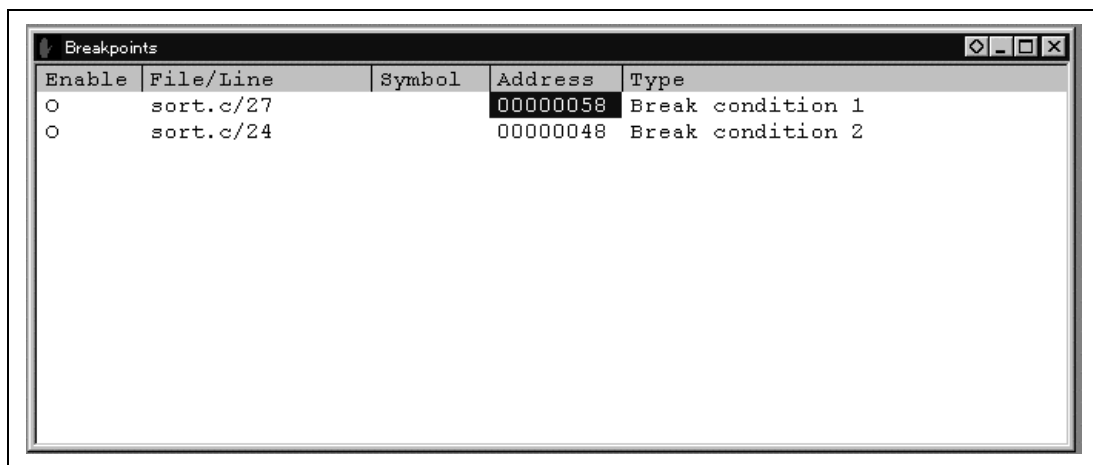 Breakpoints
Enable File/Line Symbol Address Type
O sort.c/27 00000058 Break condition 1
O sort.c/24 00000048 Break condition 2